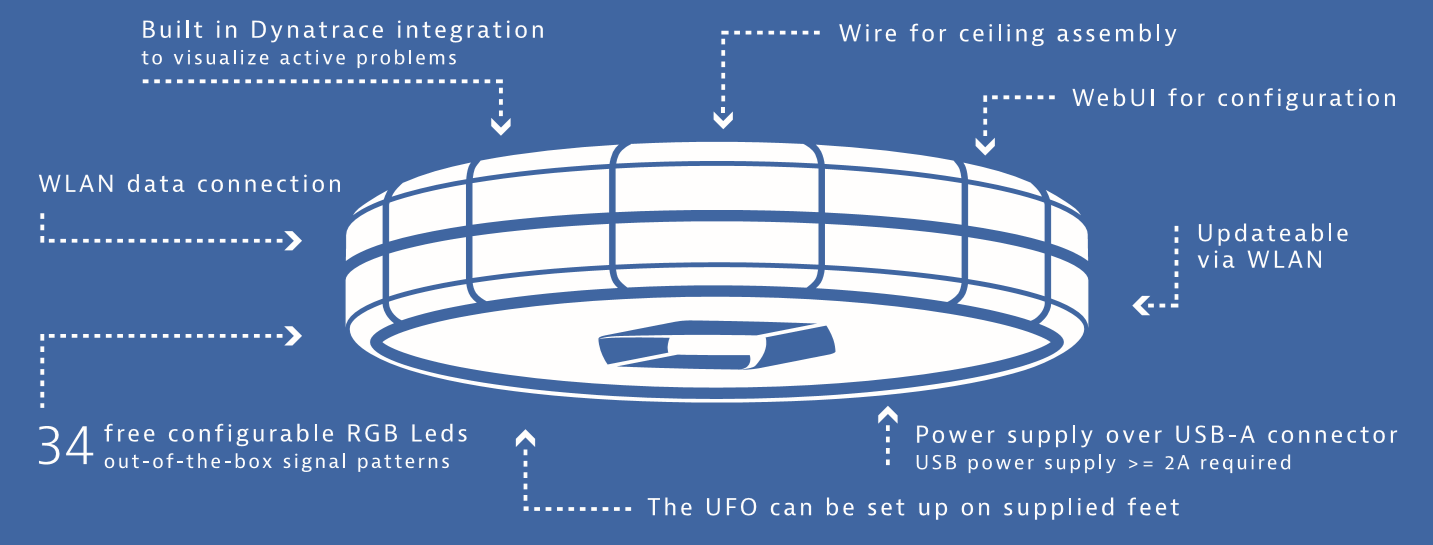 Built in Dynatrace integration
to visualize active problems
Wire for ceiling assembly
WebUI for configuration
WLAN data connection
Updateable
via WLAN
34 free configurable RGB Leds
out-of-the-box signal patterns
Power supply over USB-A connector
USB power supply >= 2A required
The UFO can be set up on supplied feet